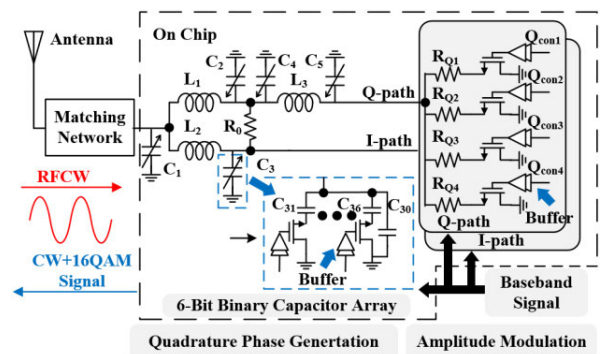 Antenna
On Chip
Matching
Network
RFCW
CW+16QAM
Signal
C1
L1
L2
C2
C4
L3
C5
R0
C3
Q-path
I-path
C31
C36
C30
Buffer
6-Bit Binary Capacitor Array
RQ1
RQ2
RQ3
RQ4
Qcon1
Qcon2
Qcon3
Qcon4
Buffer
Q-path
I-path
Baseband
Signal
Quadrature Phase Genertation
Amplitude Modulation